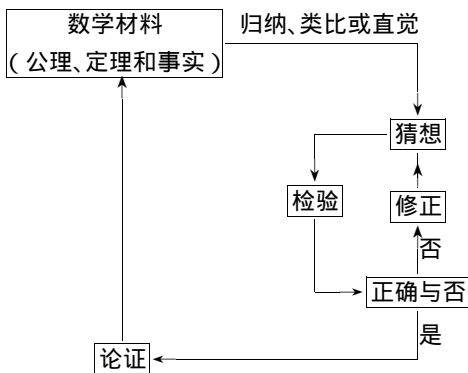 数学材料
（公理、定理和事实）
归纳、类比或直觉
猜想
检验
修正
否
正确与否
是
论证